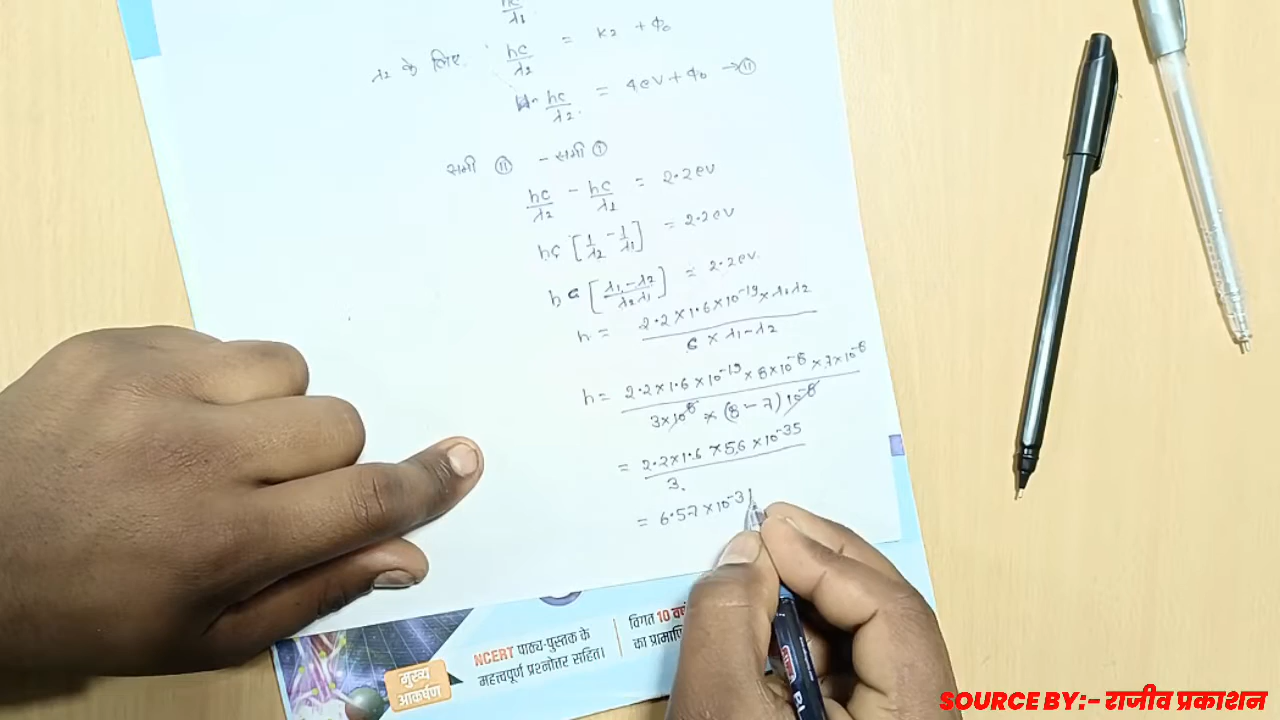 hc/λ₁
λ₂ के लिए hc/λ₂ = K₂ + Φ₀
hc/λ₂ = 4eV + Φ₀ → (II)
समी (II) - समी (I)
hc/λ₂ - hc/λ₁ = 2.2eV
hc [1/λ₂ - 1/λ₁] = 2.2eV
hc [λ₁ - λ₂/λ₂λ₁] = 2.2eV
h = 2.2 × 1.6 × 10⁻¹⁹ × λ₁λ₂ / c × λ₁ - λ₂
h = 2.2 × 1.6 × 10⁻¹⁹ × 8 × 10⁻⁸ × 7 × 10⁻⁸ / 3 × 10⁸ × (8 - 7) 10⁻⁸
= 2.2 × 1.6 × 56 × 10⁻³⁵ / 3
= 6.57 × 10⁻³
मुख्य
आकर्षण
NCERT पाठ्य-पुस्तक के
महत्त्वपूर्ण प्रश्नोत्तर सहित।
विगत 10
का
SOURCE BY:- राजीव प्रकाशन